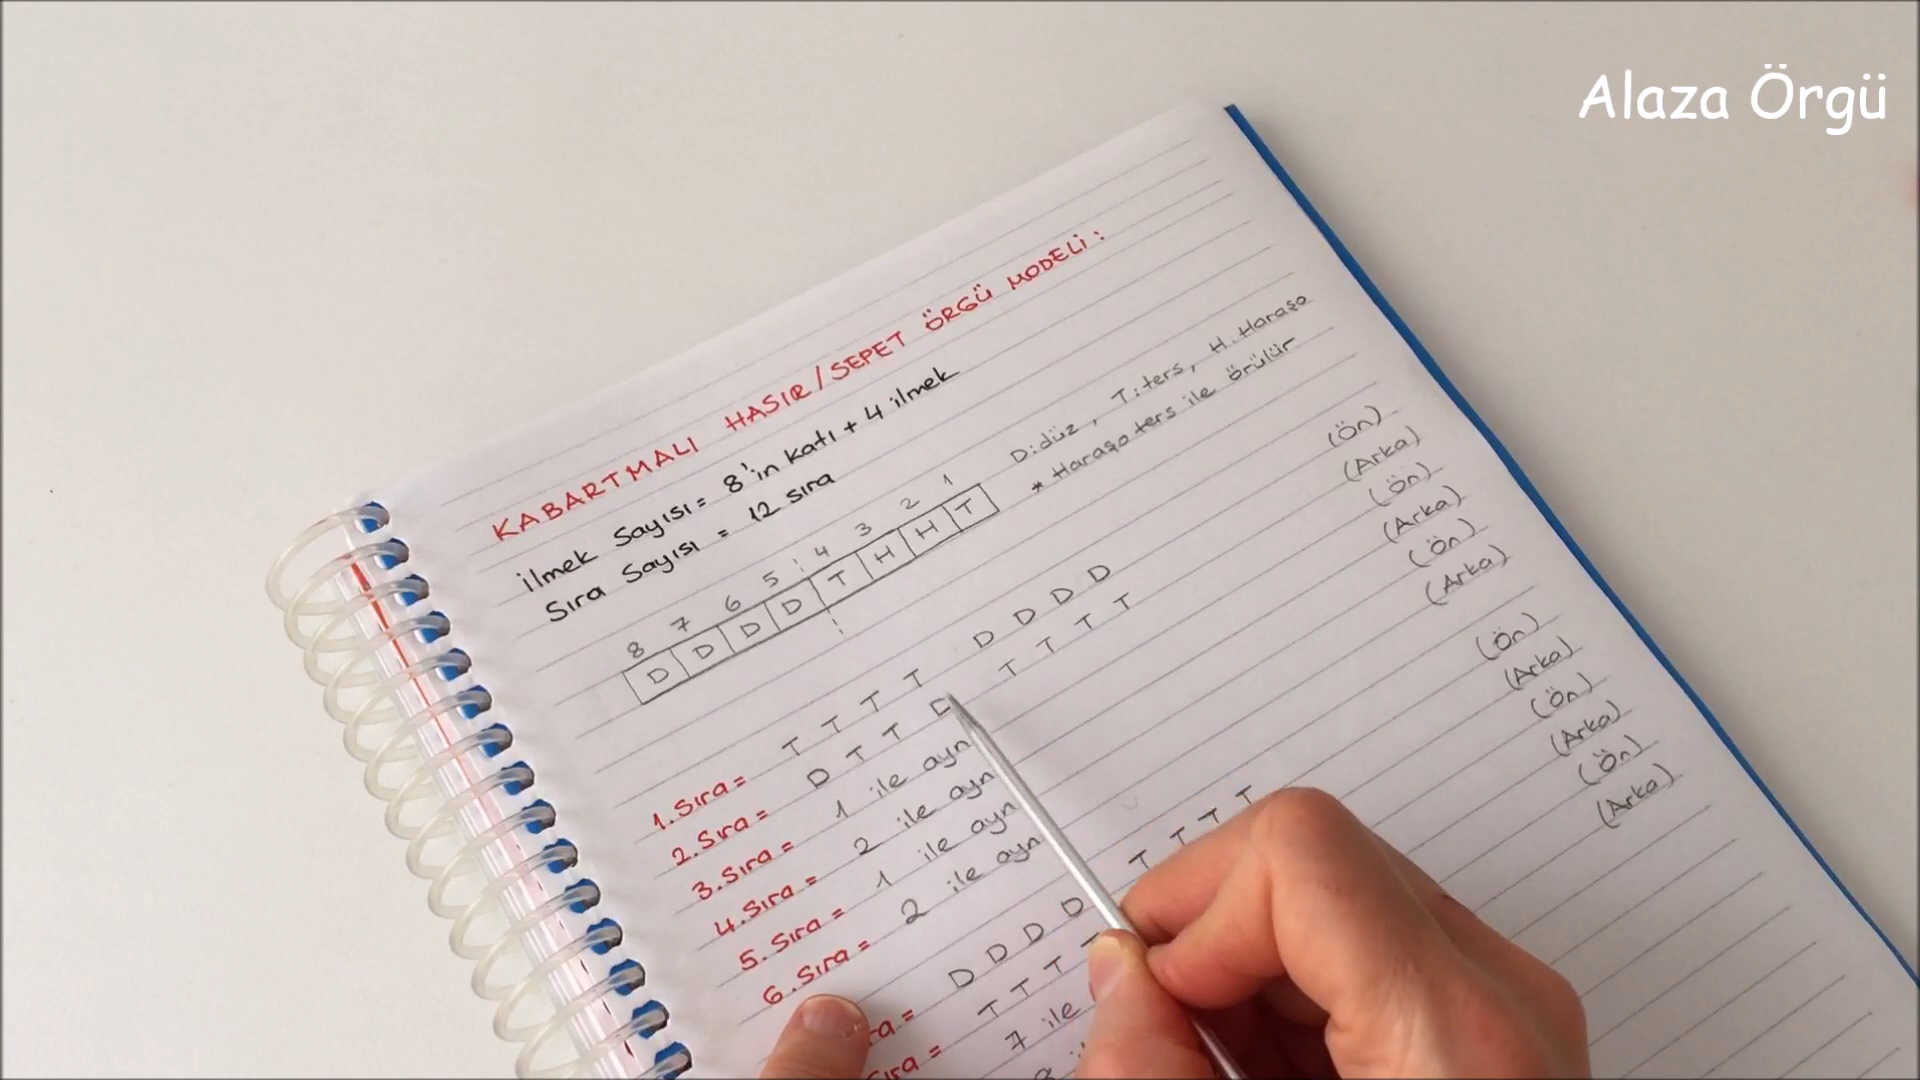 Alaza Örgü
KABARTMALI HASIR/SEPET ÖRGÜ MODELİ:
İlmek Sayısı = 8'in katı + 4 ilmek
Sıra Sayısı = 12 sıra
D:düz, T:ters, H:Haraşo
* Haraşo ters ile örülür
8 7 6 5 4 3 2 1
D D D D T H H T
1.Sıra= T T T T D D D D (Ön)
2.Sıra= D T T D T T T T (Arka)
3.Sıra= 1 ile ayn (Ön)
4.Sıra= 2 ile ayn (Arka)
5.Sıra= 1 ile ayn (Ön)
6.Sıra= 2 ile ayn (Arka)
ra= D D D D T T T T (Ön)
Sıra= T T T T (Arka)
7 ile (Ön)
(Arka)
(Ön)
(Arka)